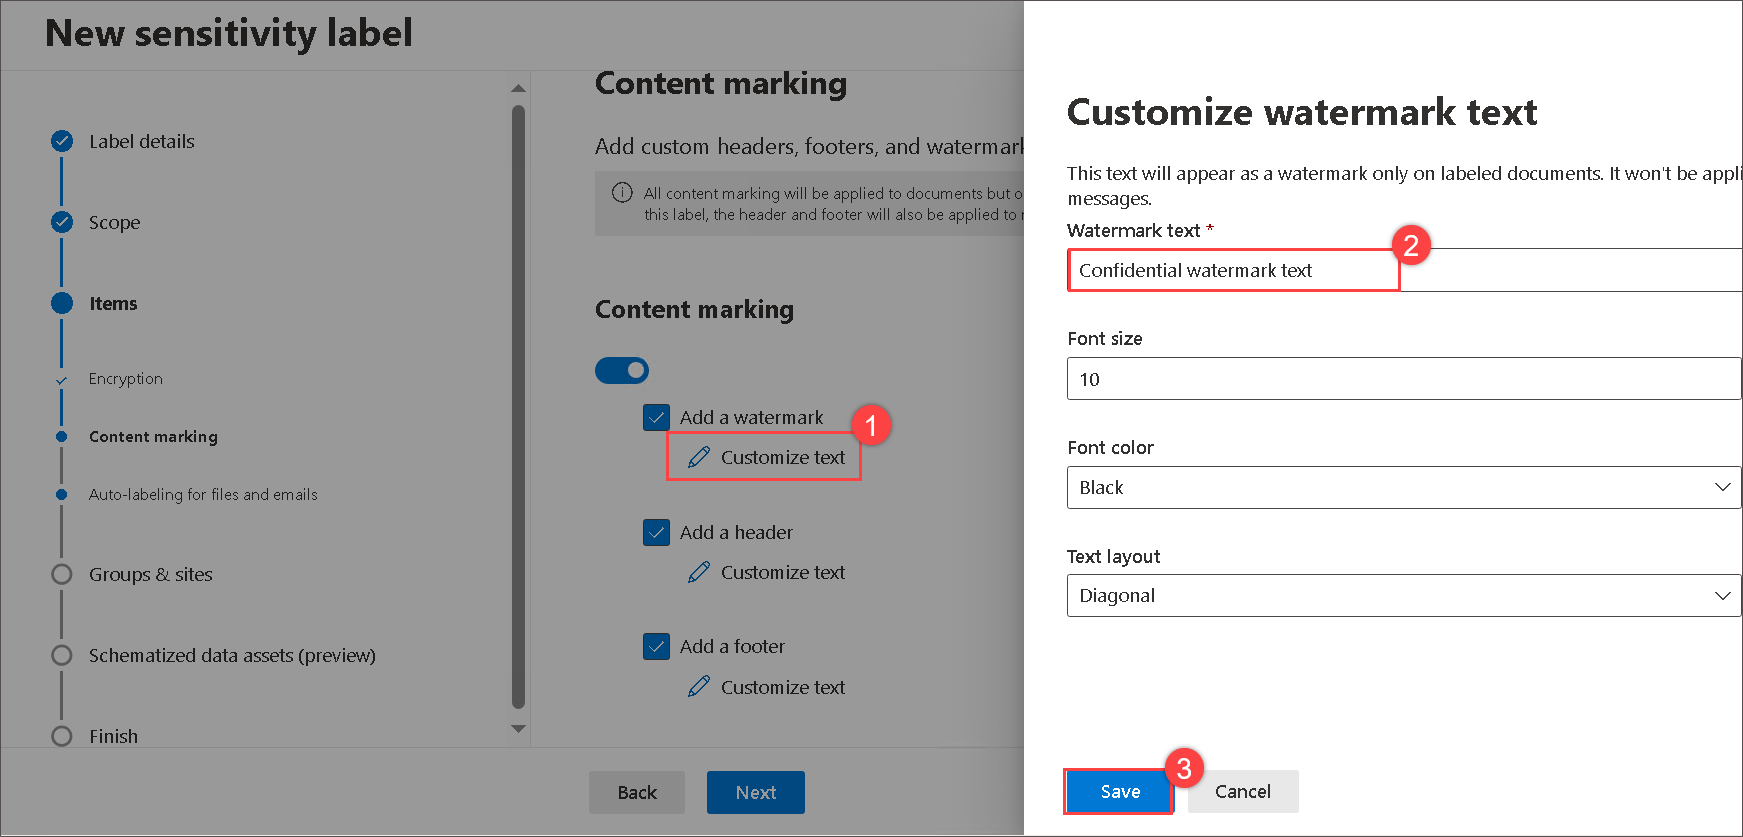 New sensitivity label
Label details
Scope
Items
Encryption
Content marking
Auto-labeling for files and emails
Groups & sites
Schematized data assets (preview)
Finish
Content marking
Add custom headers, footers, and watermark
All content marking will be applied to documents but o
this label, the header and footer will also be applied to
Content marking
Add a watermark
1
Customize text
Add a header
Customize text
Add a footer
Customize text
Back
Next
Customize watermark text
This text will appear as a watermark only on labeled documents. It won't be appli
messages.
Watermark text *
2
Confidential watermark text
Font size
10
Font color
Black
Text layout
Diagonal
3
Save
Cancel